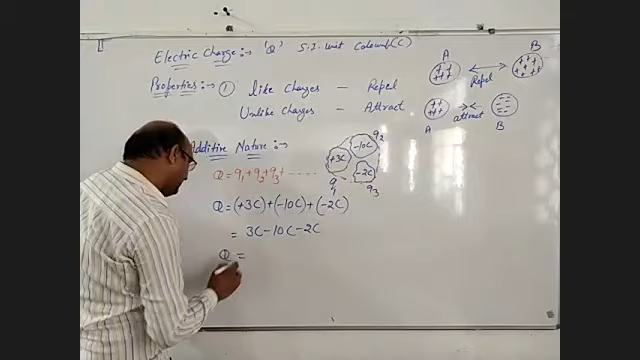 Electric Charge :→ 'Q' S.I. Unit Coloumb (C)
Properties :→ ① like Charges — Repel
Unlike Charges — Attract
A B
+ + + + + + + + + + + +
Repel
+ + + + + – – – – – –
attract
A B
Additive Nature :→
Q = q1 + q2 + q3 + ......
+3C -10C -2C
q1 q2 q3
Q = (+3C) + (-10C) + (-2C)
= 3C - 10C - 2C
Q =